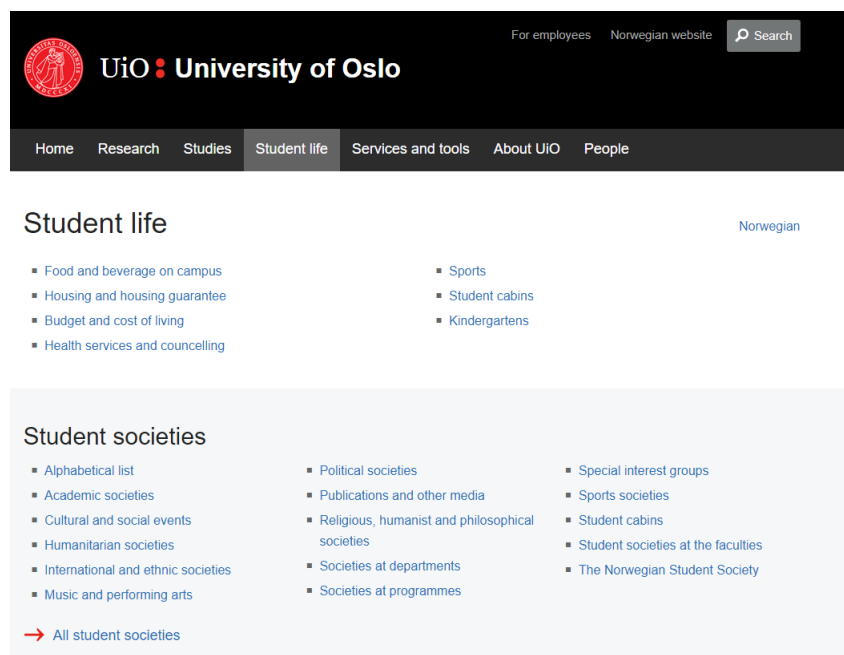 For employees Norwegian website Search
UiO : University of Oslo
Home Research Studies Student life Services and tools About UiO People
Student life
Norwegian
Food and beverage on campus
Housing and housing guarantee
Budget and cost of living
Health services and councelling
Sports
Student cabins
Kindergartens
Student societies
Alphabetical list
Academic societies
Cultural and social events
Humanitarian societies
International and ethnic societies
Music and performing arts
Political societies
Publications and other media
Religious, humanist and philosophical
societies
Societies at departments
Societies at programmes
Special interest groups
Sports societies
Student cabins
Student societies at the faculties
The Norwegian Student Society
All student societies